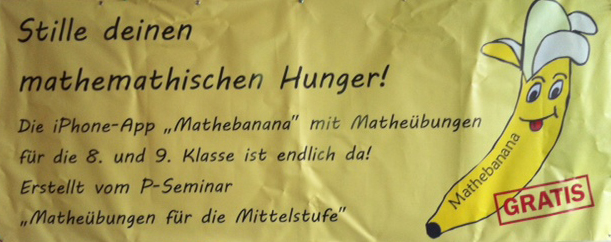 Stille deinen
mathemathischen Hunger!
Die iPhone-App „Mathebanana" mit Matheübungen
für die 8. und 9. Klasse ist endlich da!
Erstellt vom P-Seminar
„Matheübungen für die Mittelstufe"
Mathebanana
GRATIS